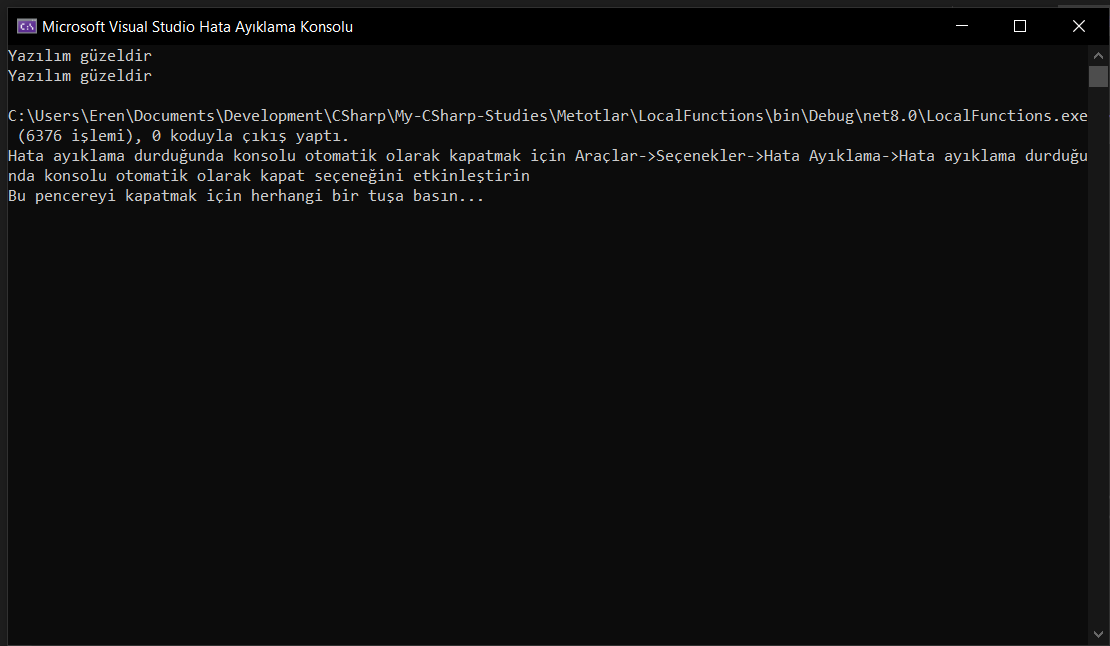 Microsoft Visual Studio Hata Ayıklama Konsolu
Yazılım güzeldir
Yazılım güzeldir
C:\Users\Eren\Documents\Development\CSharp\My-CSharp-Studies\Metotlar\LocalFunctions\bin\Debug\net8.0\LocalFunctions.exe
(6376 işlemi), 0 koduyla çıkış yaptı.
Hata ayıklama durduğunda konsolu otomatik olarak kapatmak için Araçlar->Seçenekler->Hata Ayıklama->Hata ayıklama durduğu
nda konsolu otomatik olarak kapat seçeneğini etkinleştirin
Bu pencereyi kapatmak için herhangi bir tuşa basın...